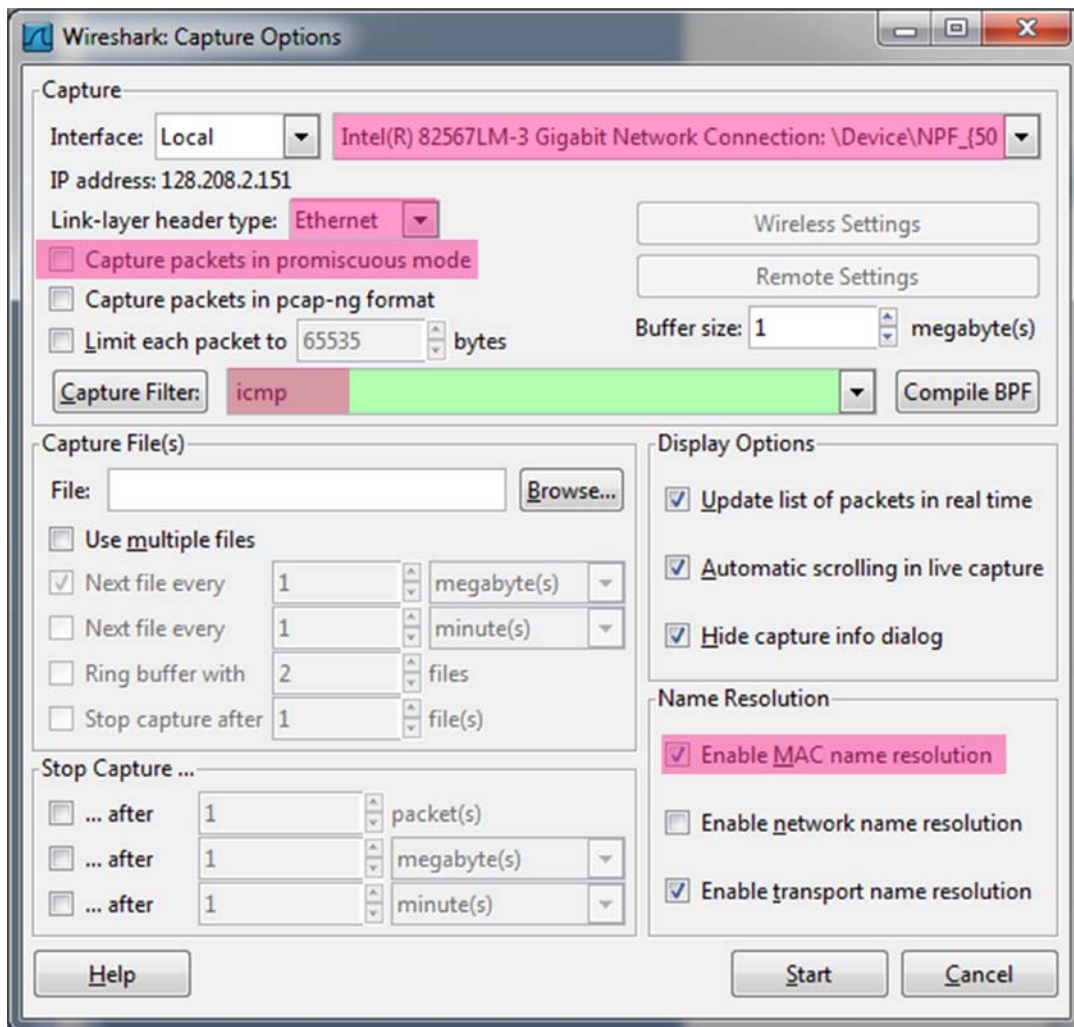 Wireshark: Capture Options
Capture
Interface: Local Intel(R) 82567LM-3 Gigabit Network Connection: \Device\NPF_{50
IP address: 128.208.2.151
Link-layer header type: Ethernet
Wireless Settings
Capture packets in promiscuous mode
Remote Settings
Capture packets in pcap-ng format
Limit each packet to 65535 bytes
Buffer size: 1 megabyte(s)
Capture Filter: icmp Compile BPF
Capture File(s)
File: Browse...
Use multiple files
Next file every 1 megabyte(s)
Next file every 1 minute(s)
Ring buffer with 2 files
Stop capture after 1 file(s)
Stop Capture ...
... after 1 packet(s)
... after 1 megabyte(s)
... after 1 minute(s)
Display Options
Update list of packets in real time
Automatic scrolling in live capture
Hide capture info dialog
Name Resolution
Enable MAC name resolution
Enable network name resolution
Enable transport name resolution
Help Start Cancel